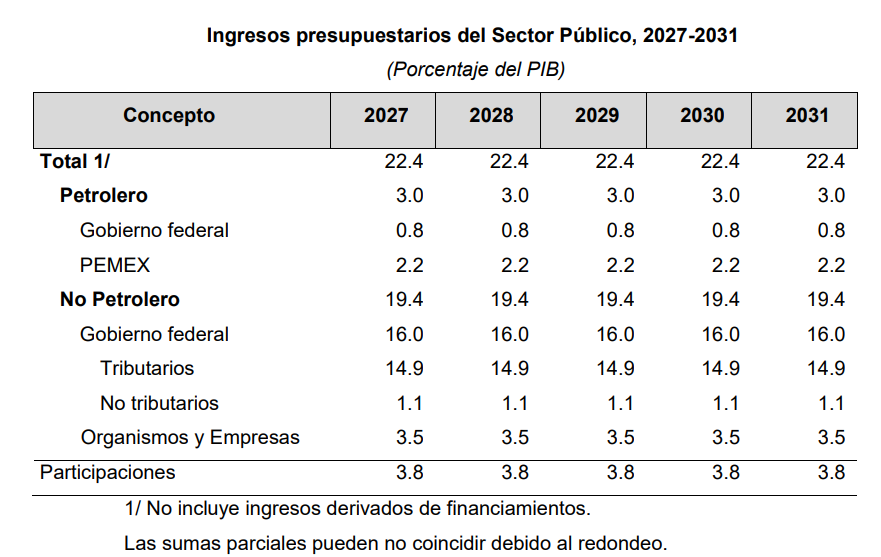 Ingresos presupuestarios del Sector Público, 2027-2031
(Porcentaje del PIB)
Concepto 2027 2028 2029 2030 2031
Total 1/ 22.4 22.4 22.4 22.4 22.4
Petrolero 3.0 3.0 3.0 3.0 3.0
Gobierno federal 0.8 0.8 0.8 0.8 0.8
PEMEX 2.2 2.2 2.2 2.2 2.2
No Petrolero 19.4 19.4 19.4 19.4 19.4
Gobierno federal 16.0 16.0 16.0 16.0 16.0
Tributarios 14.9 14.9 14.9 14.9 14.9
No tributarios 1.1 1.1 1.1 1.1 1.1
Organismos y Empresas 3.5 3.5 3.5 3.5 3.5
Participaciones 3.8 3.8 3.8 3.8 3.8
1/ No incluye ingresos derivados de financiamientos.
Las sumas parciales pueden no coincidir debido al redondeo.